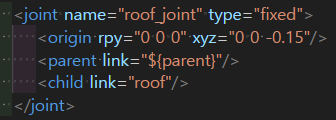 <joint name="roof_joint" type="fixed">
<origin rpy="0 0 0" xyz="0 0 -0.15"/>
<parent link="${parent}"/>
<child link="roof"/>
</joint>